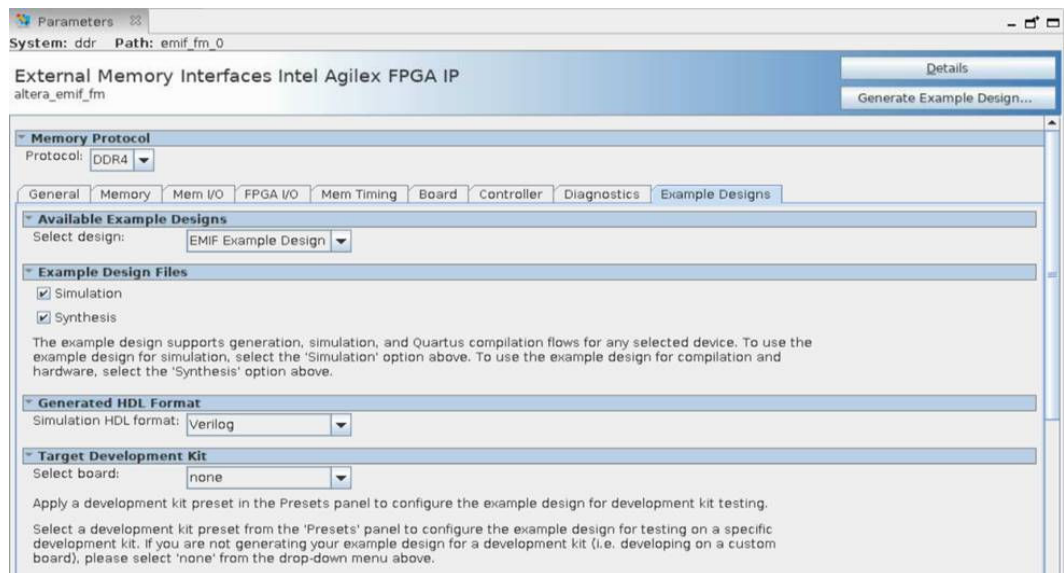 Parameters
System: ddr Path: emif_fm_0
External Memory Interfaces Intel Agilex FPGA IP
altera_emif_fm
Details
Generate Example Design...
Memory Protocol
Protocol: DDR4
General Memory Mem I/O FPGA I/O Mem Timing Board Controller Diagnostics Example Designs
Available Example Designs
Select design: EMIF Example Design
Example Design Files
Simulation
Synthesis
The example design supports generation, simulation, and Quartus compilation flows for any selected device. To use the
example design for simulation, select the 'Simulation' option above. To use the example design for compilation and
hardware, select the 'Synthesis' option above.
Generated HDL Format
Simulation HDL format: Verilog
Target Development Kit
Select board: none
Apply a development kit preset in the Presets panel to configure the example design for development kit testing.
Select a development kit preset from the 'Presets' panel to configure the example design for testing on a specific
development kit. If you are not generating your example design for a development kit (i.e. developing on a custom
board), please select 'none' from the drop-down menu above.